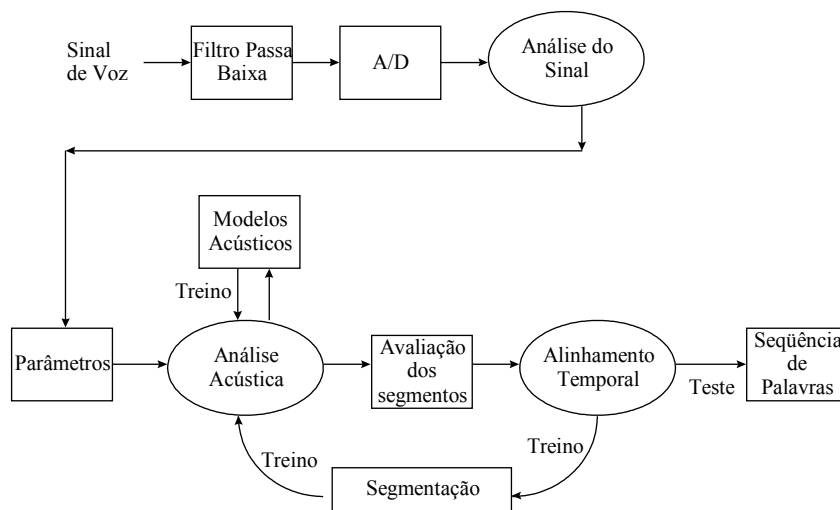 Sinal
de Voz
Filtro Passa
Baixa
A/D
Análise do
Sinal
Modelos
Acústicos
Treino
Parâmetros
Análise
Acústica
Avaliação
dos
segmentos
Alinhamento
Temporal
Teste
Seqüência
de
Palavras
Treino
Treino
Segmentação